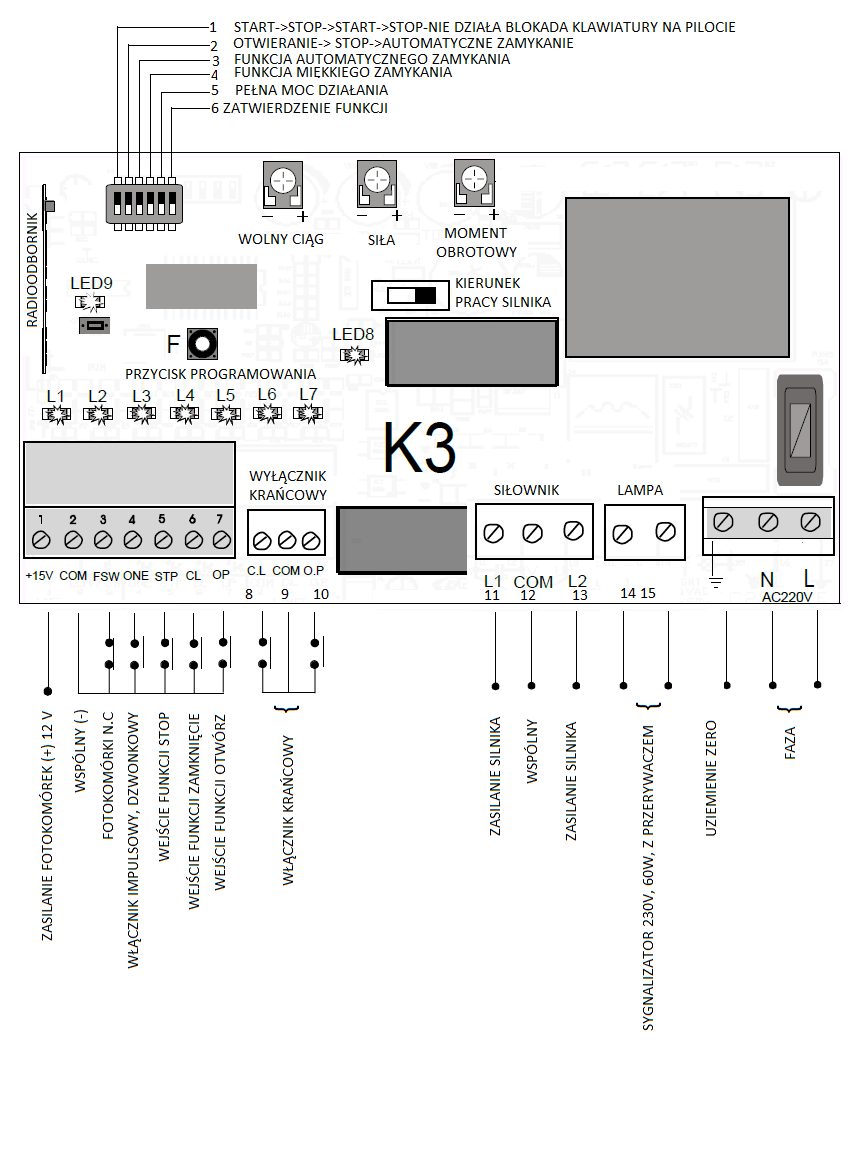 1 START->STOP->START->STOP-NIE DZIAŁA BLOKADA KLAWIATURY NA PILOCIE
2 OTWIERANIE-> STOP->AUTOMATYCZNE ZAMYKANIE
3 FUNKCJA AUTOMATYCZNEGO ZAMYKANIA
4 FUNKCJA MIĘKKIEGO ZAMYKANIA
5 PEŁNA MOC DZIAŁANIA
6 ZATWIERDZENIE FUNKCJI
RADIOODBORNIK
- +
WOLNY CIĄG
- +
SIŁA
- +
MOMENT
OBROTOWY
KIERUNEK
PRACY SILNIKA
LED9
LED8
F
PRZYCISK PROGRAMOWANIA
L1 L2 L3 L4 L5 L6 L7
K3
WYŁĄCZNIK
KRAŃCOWY
SIŁOWNIK
LAMPA
1 2 3 4 5 6 7
+15V COM FSW ONE STP CL OP
C.L COM O.P
8 9 10
L1 COM L2
11 12 13
14 15
N L
AC220V
ZASILANIE FOTOKOMÓREK (+) 12 V
WSPÓLNY (-)
FOTOKOMÓRKI N.C
WŁĄCZNIK IMPULSOWY, DZWONKOWY
WEJŚCIE FUNKCJI STOP
WEJŚCIE FUNKCJI ZAMKNIĘCIE
WEJŚCIE FUNKCJI OTWÓRZ
WŁĄCZNIK KRAŃCOWY
ZASILANIE SILNIKA
WSPÓLNY
ZASILANIE SILNIKA
SYGNALIZATOR 230V, 60W, Z PRZERYWACZEM
UZIEMIENIE ZERO
FAZA